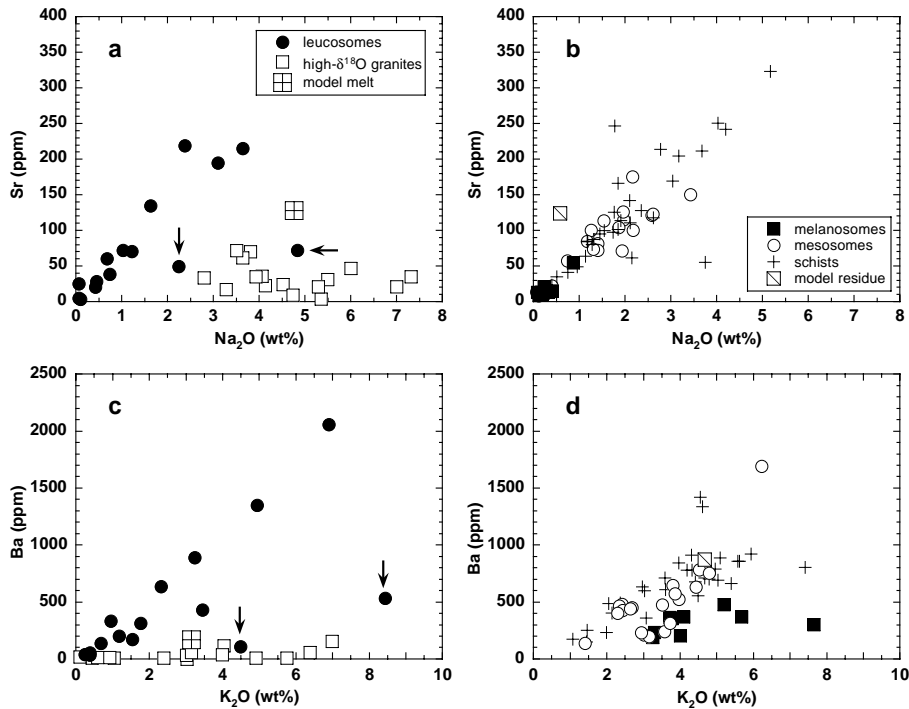 400
350
300
250
200
150
100
50
0
Sr (ppm)
a
leucosomes
high-δ¹⁸O granites
model melt
0 1 2 3 4 5 6 7 8
Na₂O (wt%)
400
350
300
250
200
150
100
50
0
Sr (ppm)
b
melanosomes
mesosomes
schists
model residue
0 1 2 3 4 5 6 7 8
Na₂O (wt%)
2500
2000
1500
1000
500
0
Ba (ppm)
c
0 2 4 6 8 10
K₂O (wt%)
2500
2000
1500
1000
500
0
Ba (ppm)
d
0 2 4 6 8 10
K₂O (wt%)